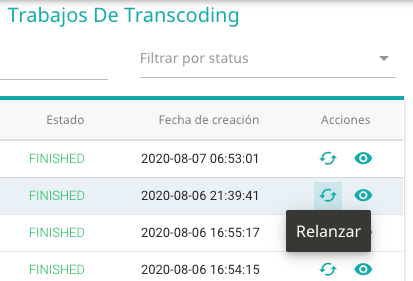 Trabajos De Transcoding
Filtrar por status
Estado Fecha de creación Acciones
FINISHED 2020-08-07 06:53:01
FINISHED 2020-08-06 21:39:41
FINISHED 2020-08-06 16:55:17
Relanzar
FINISHED 2020-08-06 16:54:15